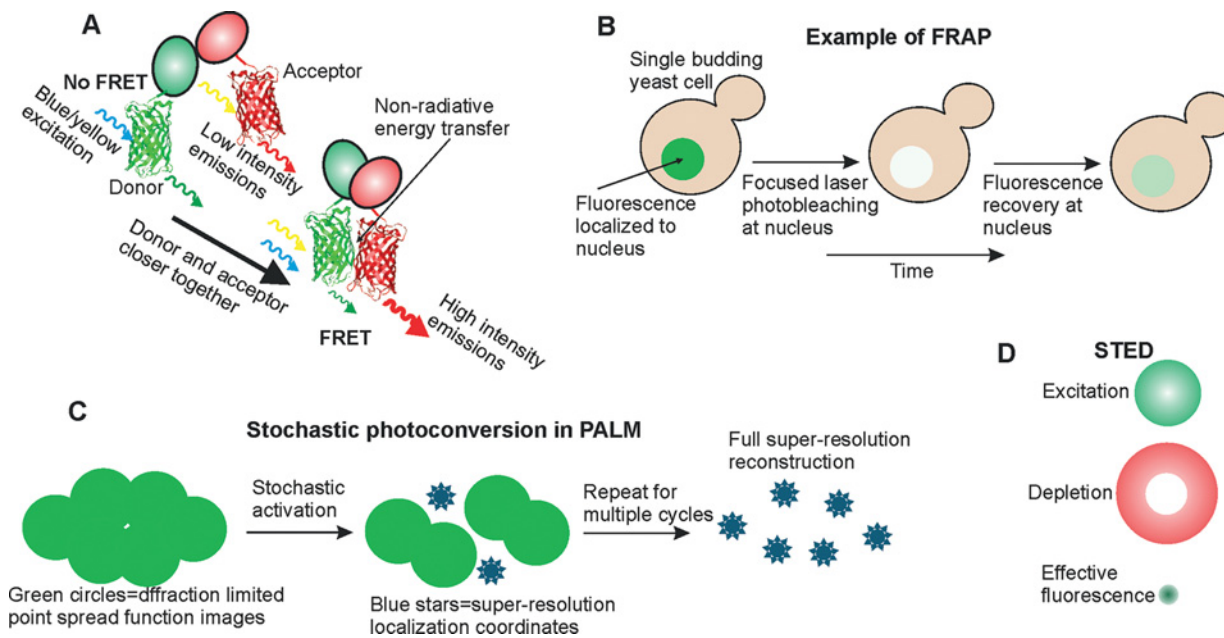 A
No FRET
Blue/yellow
excitation
Acceptor
Non-radiative
energy transfer
Low intensity
emissions
Donor
Donor and acceptor
closer together
FRET
High intensity
emissions
B
Example of FRAP
Single budding
yeast cell
Fluorescence
localized to
nucleus
Focused laser
photobleaching
at nucleus
Fluorescence
recovery at
nucleus
Time
C
Stochastic photoconversion in PALM
Stochastic
activation
Repeat for
multiple cycles
Full super-resolution
reconstruction
Green circles=dffraction limited
point spread function images
Blue stars=super-resolution
localization coordinates
D
STED
Excitation
Depletion
Effective
fluorescence